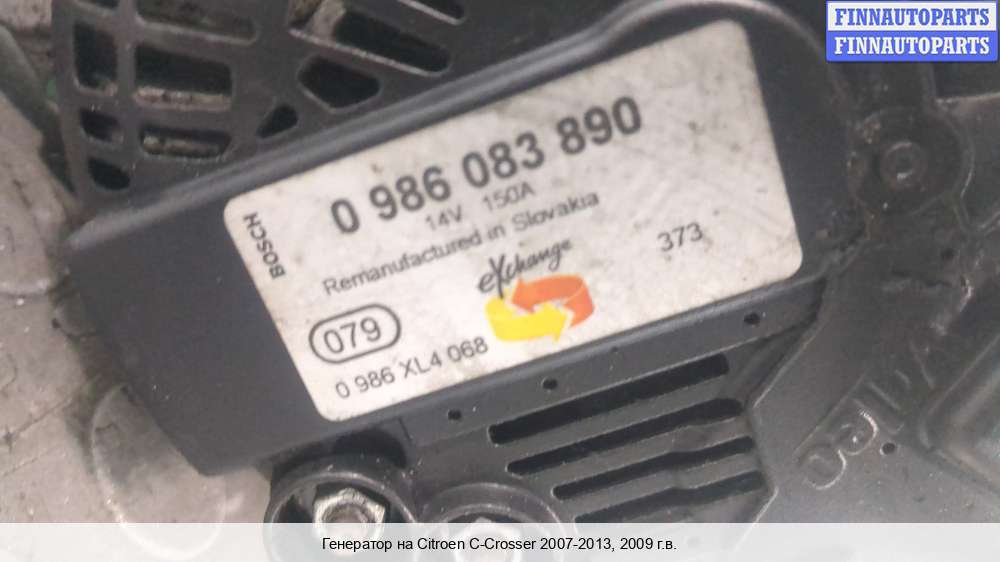 FINNAUTOPARTS
FINNAUTOPARTS
BOSCH
0 986 083 890
14V 150A
Remanufactured in Slovakia
eXchange
373
079
0 986 XL4 068
Valeo
Генератор на Citroen C-Crosser 2007-2013, 2009 г.в.